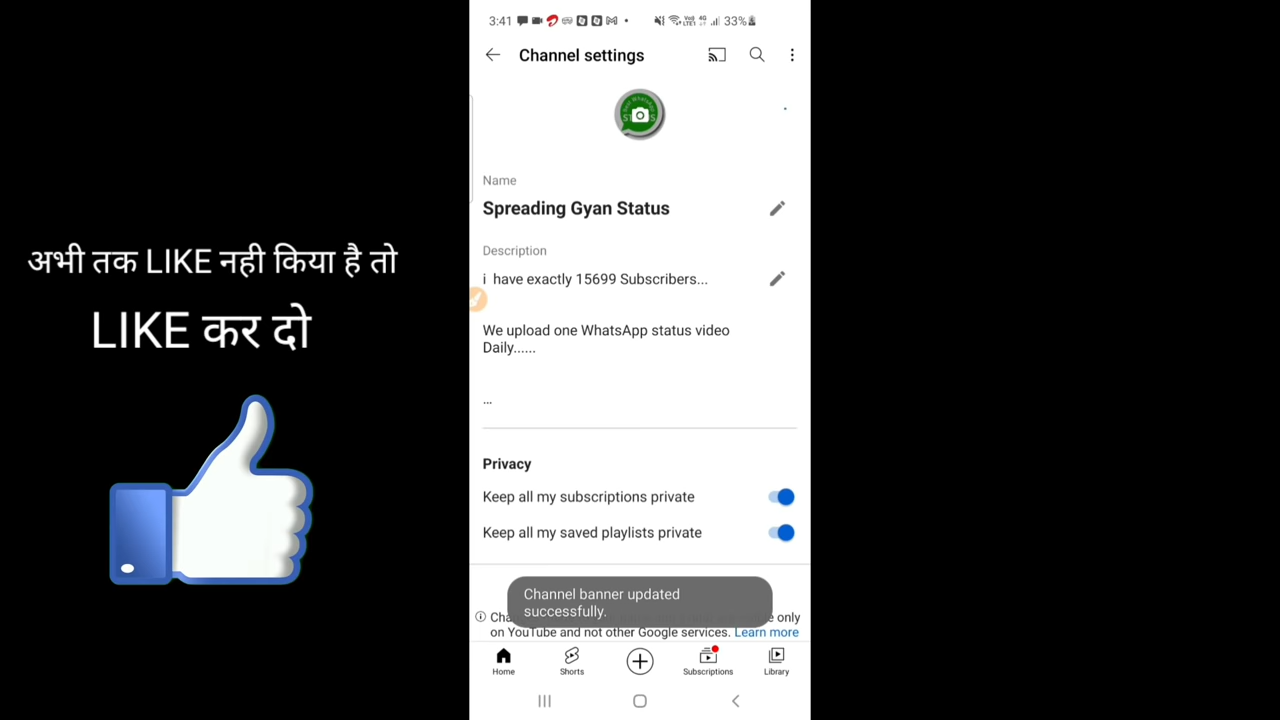 3:41 33%
Channel settings
Name
Spreading Gyan Status
Description
i have exactly 15699 Subscribers...
We upload one WhatsApp status video
Daily......
...
Privacy
Keep all my subscriptions private
Keep all my saved playlists private
Channel banner updated
successfully.
only
on YouTube and not other Google services. Learn more
Home Shorts Subscriptions Library
अभी तक LIKE नही किया है तो
LIKE कर दो